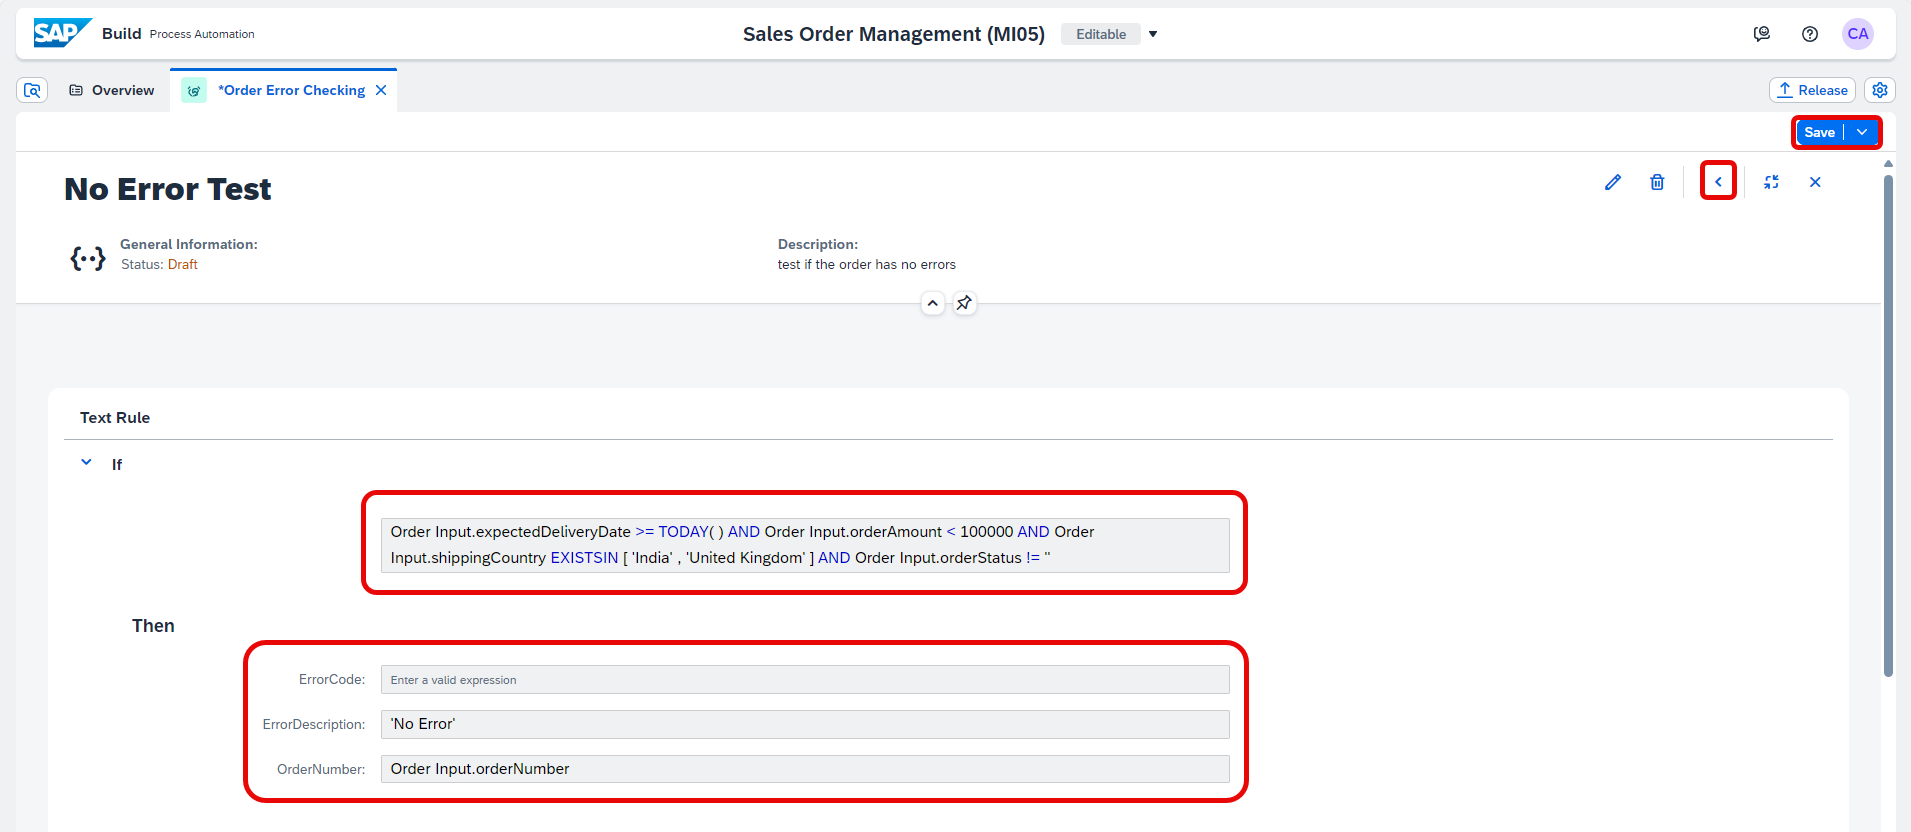 SAP Build Process Automation
Sales Order Management (MI05) Editable
CA
Overview
*Order Error Checking
Release
Save
No Error Test
General Information:
Status: Draft
Description:
test if the order has no errors
Text Rule
If
Order Input.expectedDeliveryDate >= TODAY( ) AND Order Input.orderAmount < 100000 AND Order
Input.shippingCountry EXISTSIN [ 'India' , 'United Kingdom' ] AND Order Input.orderStatus != ''
Then
ErrorCode: Enter a valid expression
ErrorDescription: 'No Error'
OrderNumber: Order Input.orderNumber